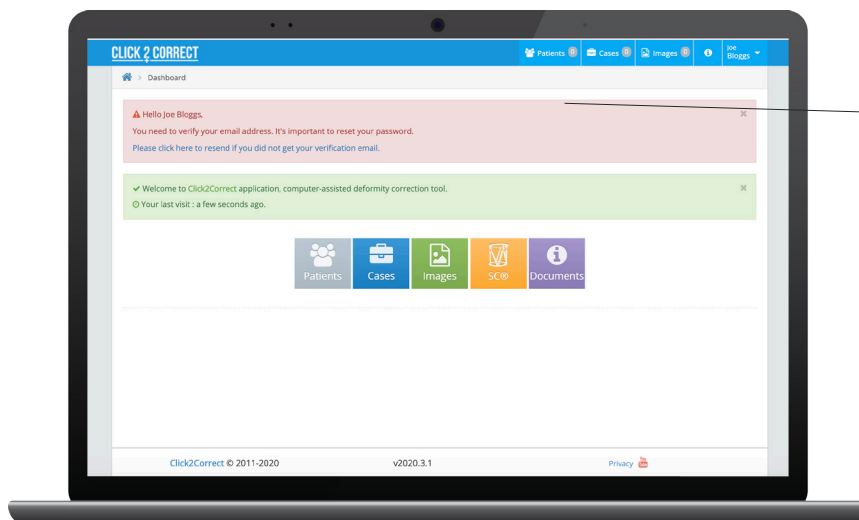 CLICK 2 CORRECT
Patients 0 Cases 0 Images 0 Joe Bloggs
> Dashboard
Hello Joe Bloggs,
You need to verify your email address. It's important to reset your password.
Please click here to resend if you did not get your verification email.
Welcome to Click2Correct application, computer-assisted deformity correction tool.
Your last visit : a few seconds ago.
Patients Cases Images SC® Documents
Click2Correct © 2011-2020 v2020.3.1 Privacy You Tube